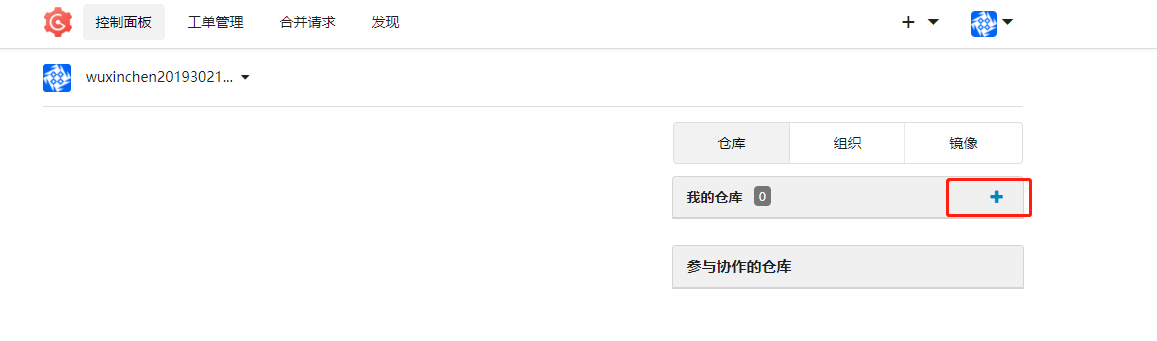 控制面板 工单管理 合并请求 发现
wuxinchen20193021...
仓库 组织 镜像
我的仓库 0
参与协作的仓库